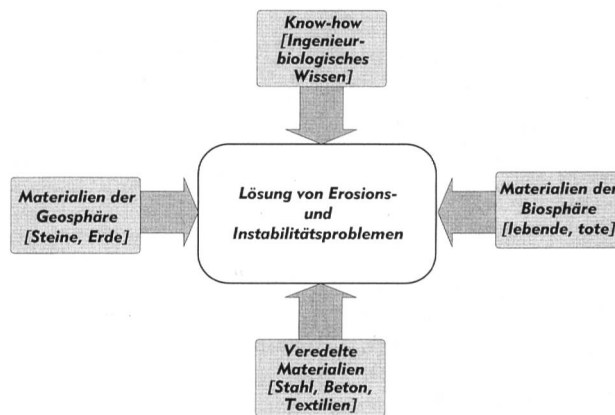 Know-how
[Ingenieur-
biologisches
Wissen]
Materialien der
Geosphäre
[Steine, Erde]
Lösung von Erosions-
und
Instabilitätsproblemen
Materialien der
Biosphäre
[lebende, tote]
Veredelte
Materialien
[Stahl, Beton,
Textilien]